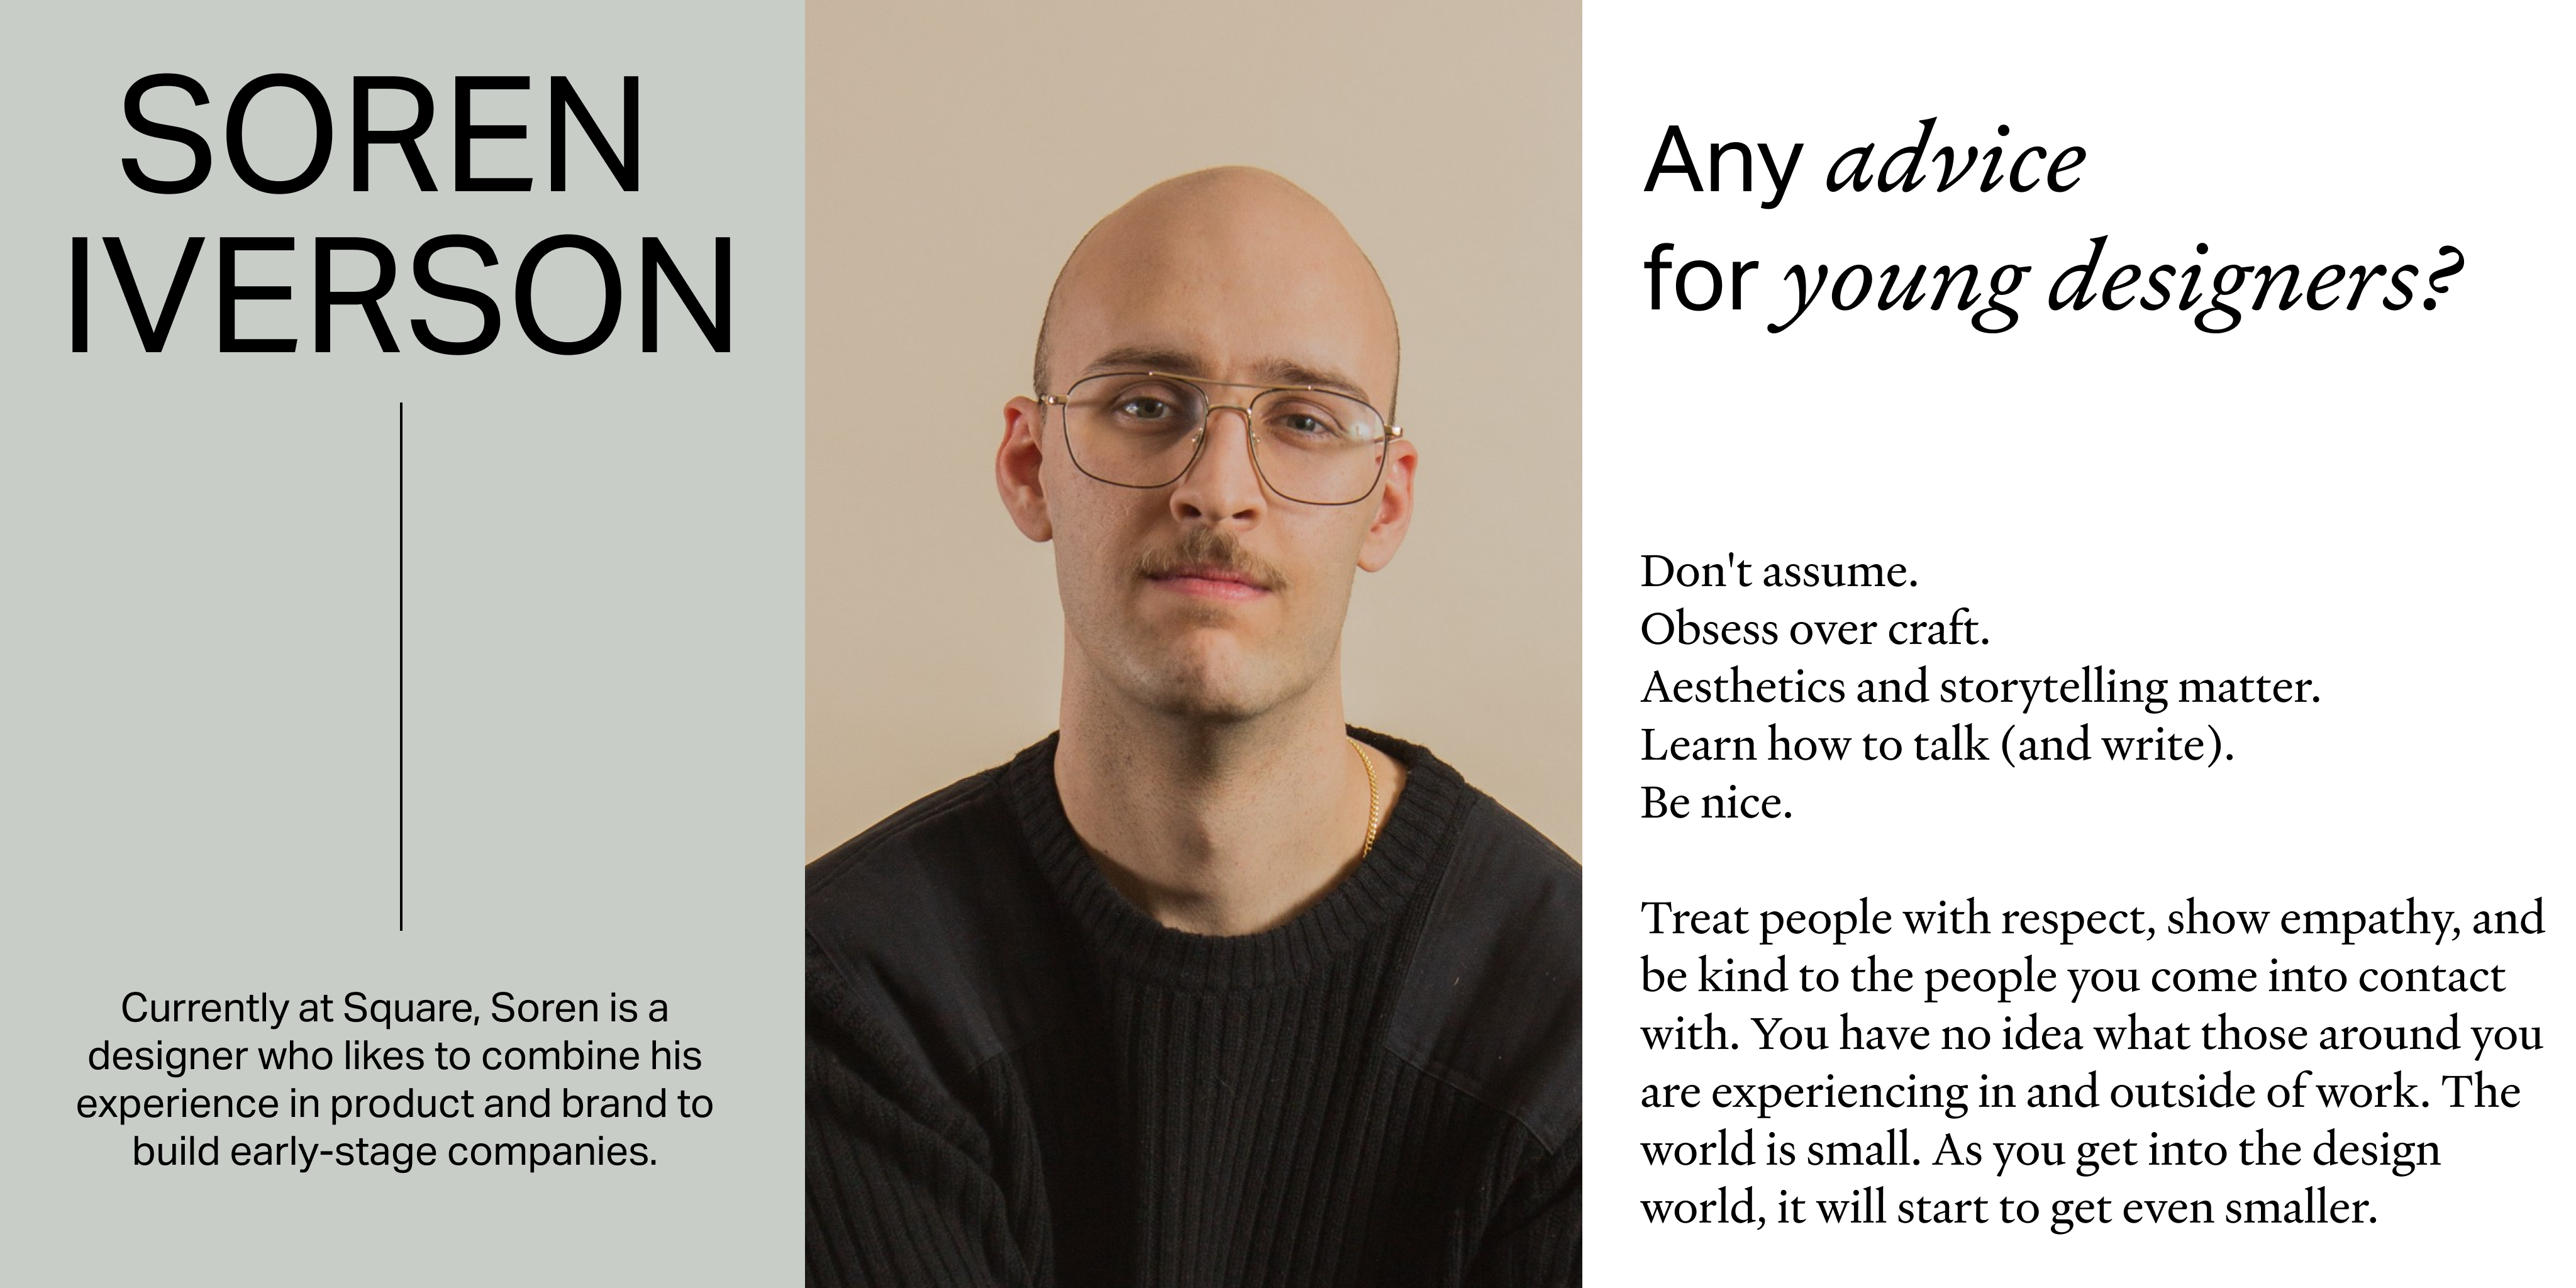 SOREN
IVERSON
Currently at Square, Soren is a
designer who likes to combine his
experience in product and brand to
build early-stage companies.
Any advice
for young designers?
Don't assume.
Obsess over craft.
Aesthetics and storytelling matter.
Learn how to talk (and write).
Be nice.
Treat people with respect, show empathy, and
be kind to the people you come into contact
with. You have no idea what those around you
are experiencing in and outside of work. The
world is small. As you get into the design
world, it will start to get even smaller.